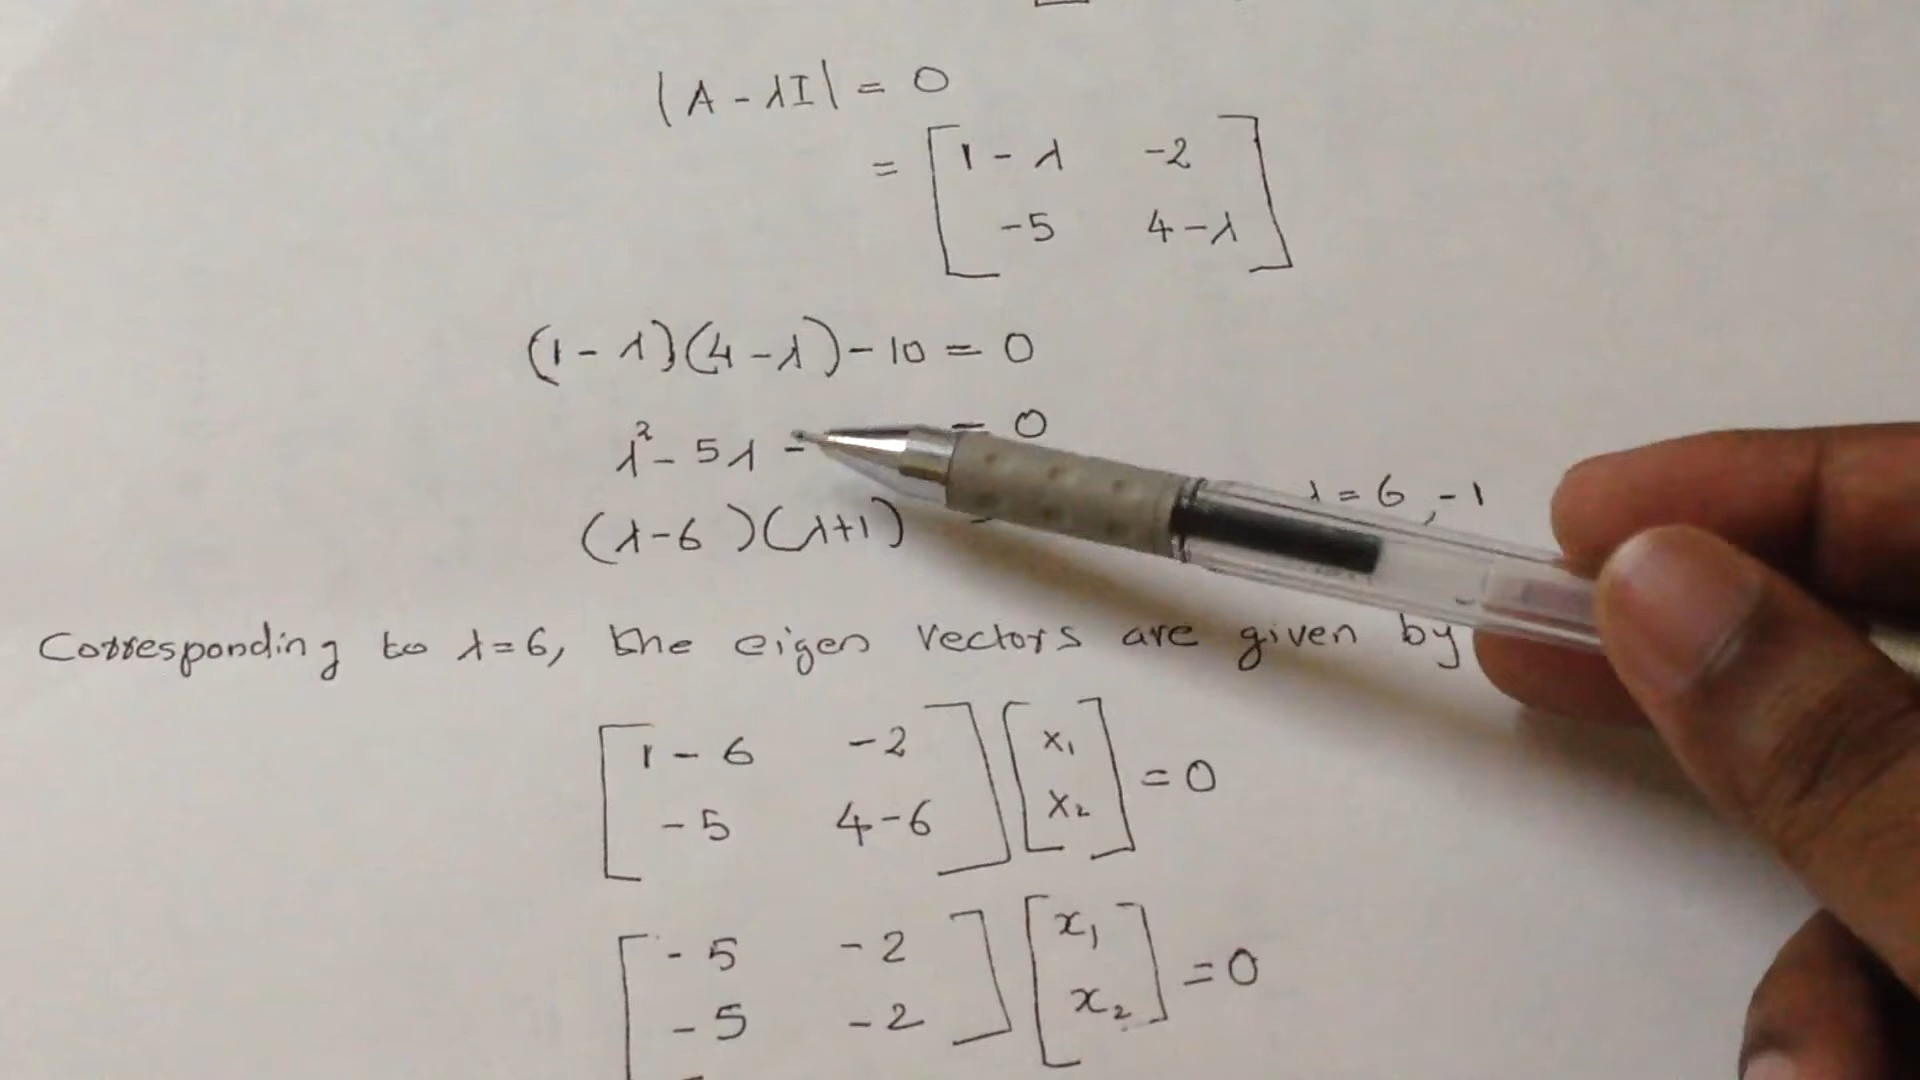 |A - λI| = 0
= [1 - λ -2
-5 4 - λ]
(1 - λ)(4 - λ) - 10 = 0
λ² - 5λ - = 0
(λ - 6)(λ + 1) λ = 6, -1
Corresponding to λ = 6, the eigen vectors are given by
[1 - 6 -2
-5 4 - 6] [x₁
x₂] = 0
[-5 -2
-5 -2] [x₁
x₂] = 0